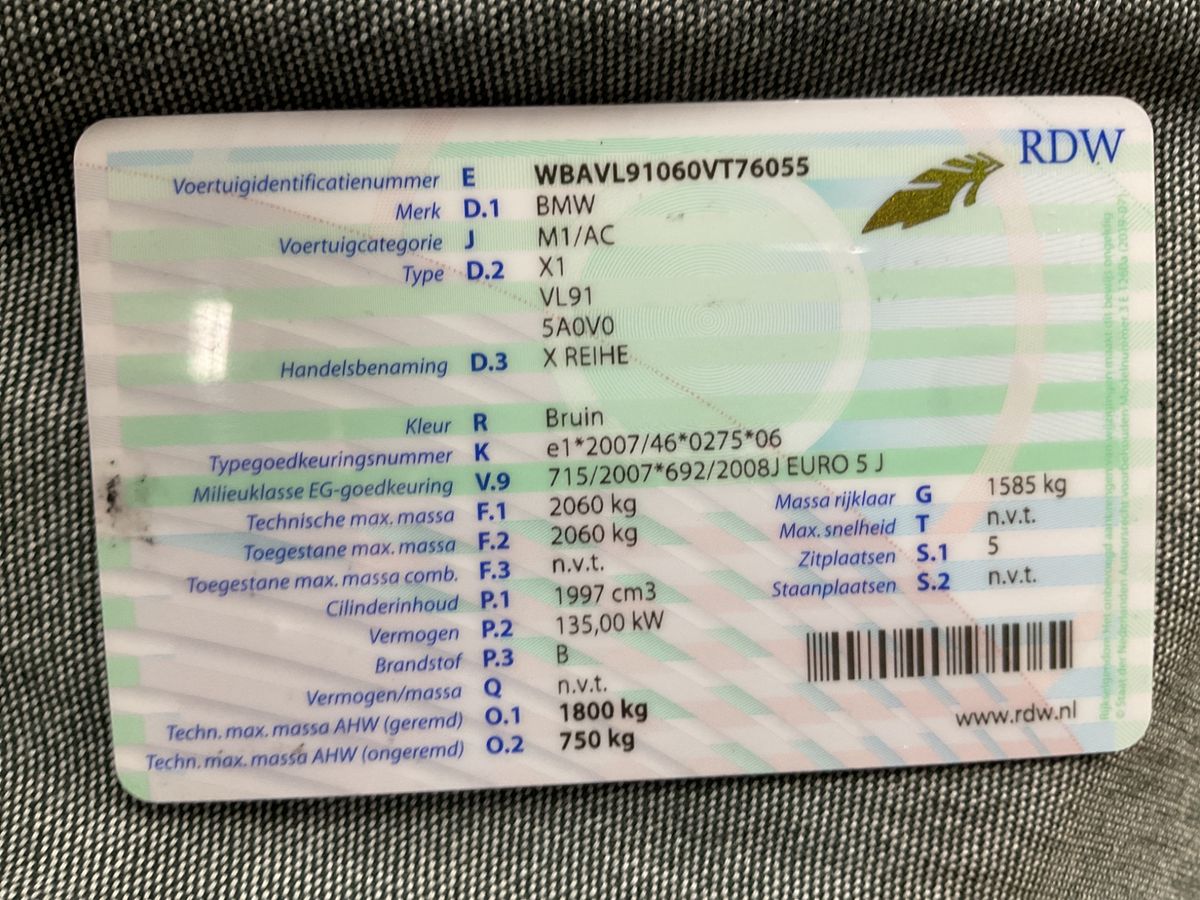 RDW
Voertuigidentificatienummer E WBAVL91060VT76055
Merk D.1 BMW
Voertuigcategorie J M1/AC
Type D.2 X1
VL91
5A0V0
Handelsbenaming D.3 X REIHE
Kleur R Bruin
Typegoedkeuringsnummer K e1*2007/46*0275*06
Milieuklasse EG-goedkeuring V.9 715/2007*692/2008J EURO 5 J
Technische max. massa F.1 2060 kg
Massa rijklaar G 1585 kg
Toegestane max. massa F.2 2060 kg
Max. snelheid T n.v.t.
Toegestane max. massa comb. F.3 n.v.t.
Zitplaatsen S.1 5
Cilinderinhoud P.1 1997 cm3
Staanplaatsen S.2 n.v.t.
Vermogen P.2 135,00 kW
Brandstof P.3 B
Vermogen/massa Q n.v.t.
Techn. max. massa AHW (geremd) O.1 1800 kg
Techn. max. massa AHW (ongeremd) O.2 750 kg
www.rdw.nl
© Staat der Nederlanden